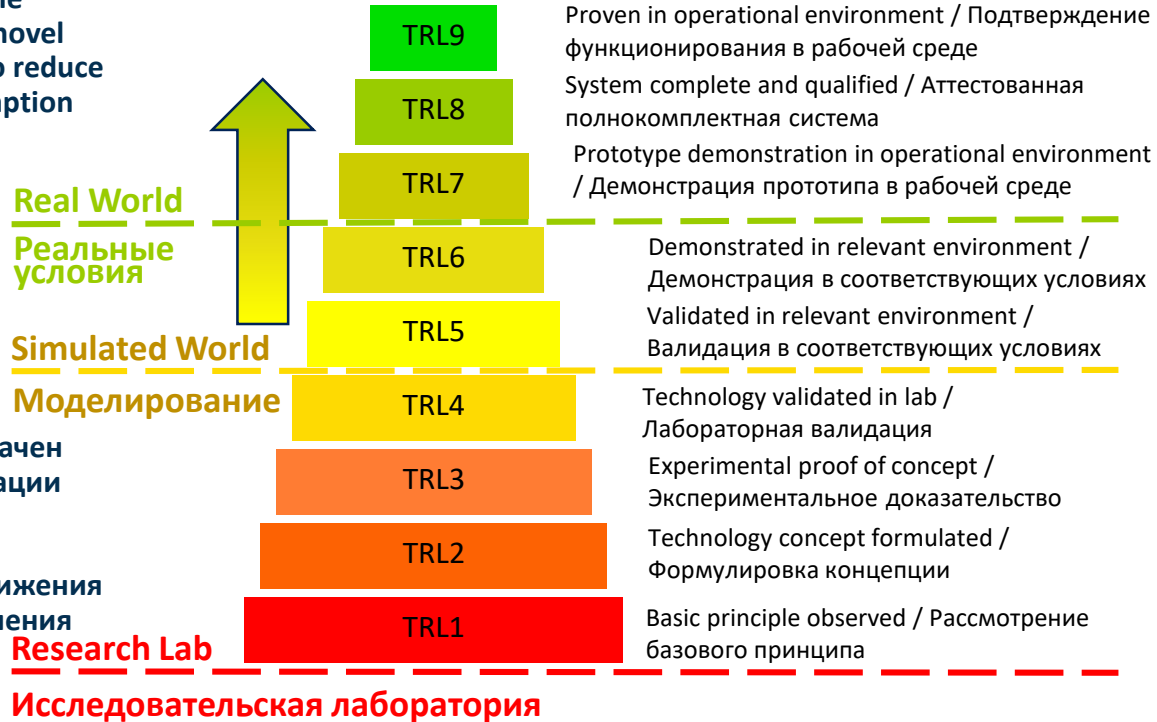 novel
reduce
TRL9
Proven in operational environment / Подтверждение
функционирования в рабочей среде
TRL8
System complete and qualified / Аттестованная
полнокомплектная система
TRL7
Prototype demonstration in operational environment
/ Демонстрация прототипа в рабочей среде
Real World
Реальные
условия
TRL6
Demonstrated in relevant environment /
Демонстрация в соответствующих условиях
TRL5
Validated in relevant environment /
Валидация в соответствующих условиях
Simulated World
Моделирование
TRL4
Technology validated in lab /
Лабораторная валидация
TRL3
Experimental proof of concept /
Экспериментальное доказательство
TRL2
Technology concept formulated /
Формулировка концепции
TRL1
Basic principle observed / Рассмотрение
базового принципа
Research Lab
Исследовательская лаборатория